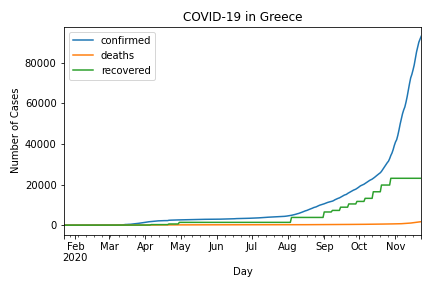 COVID-19 in Greece
confirmed
deaths
recovered
Number of Cases
80000
60000
40000
20000
0
Feb Mar Apr May Jun Jul Aug Sep Oct Nov
2020
Day